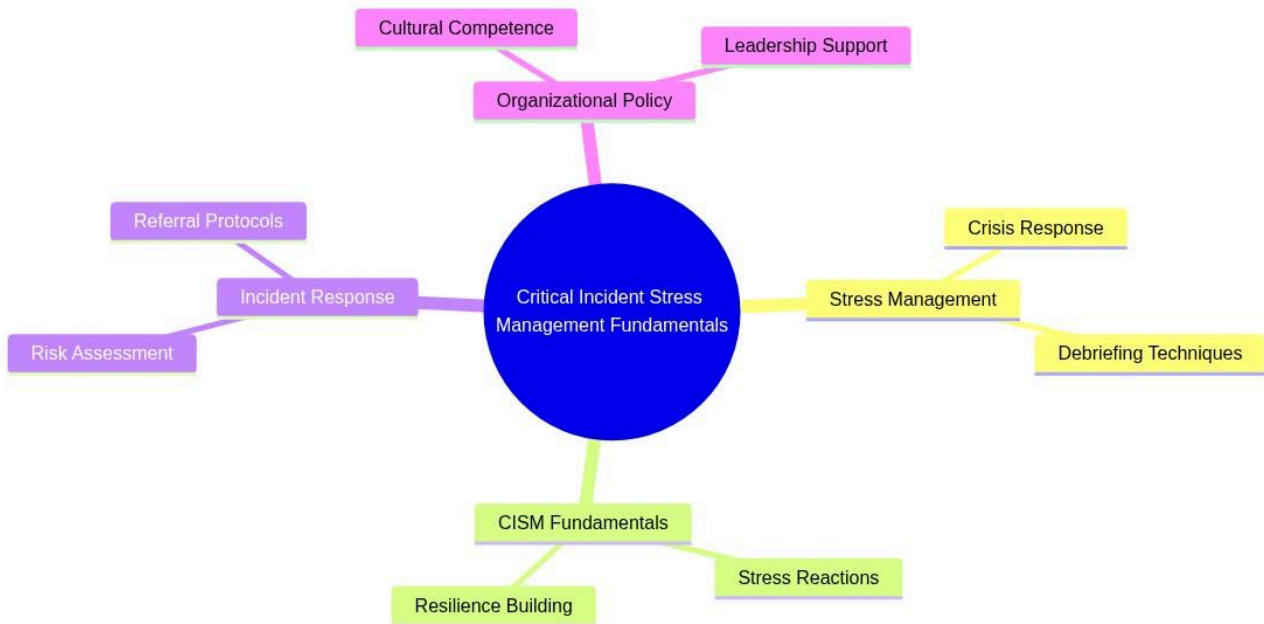 Cultural Competence
Leadership Support
Organizational Policy
Referral Protocols
Crisis Response
Incident Response
Critical Incident Stress
Management Fundamentals
Stress Management
Risk Assessment
Debriefing Techniques
CISM Fundamentals
Stress Reactions
Resilience Building